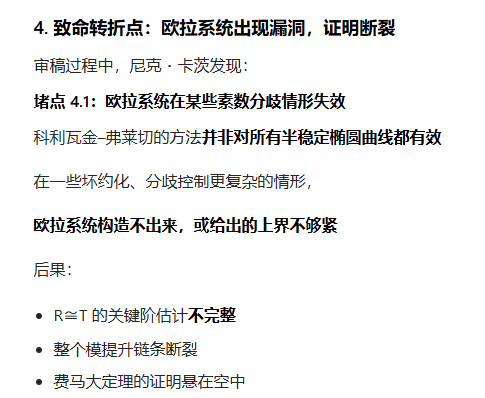 4. 致命转折点：欧拉系统出现漏洞，证明断裂
审稿过程中，尼克・卡茨发现：
堵点 4.1：欧拉系统在某些素数分歧情形失效
科利瓦金–弗莱切的方法并非对所有半稳定椭圆曲线都有效
在一些坏约化、分歧控制更复杂的情形，
欧拉系统构造不出来，或给出的上界不够紧
后果：
• R≅T 的关键阶估计不完整
• 整个模提升链条断裂
• 费马大定理的证明悬在空中